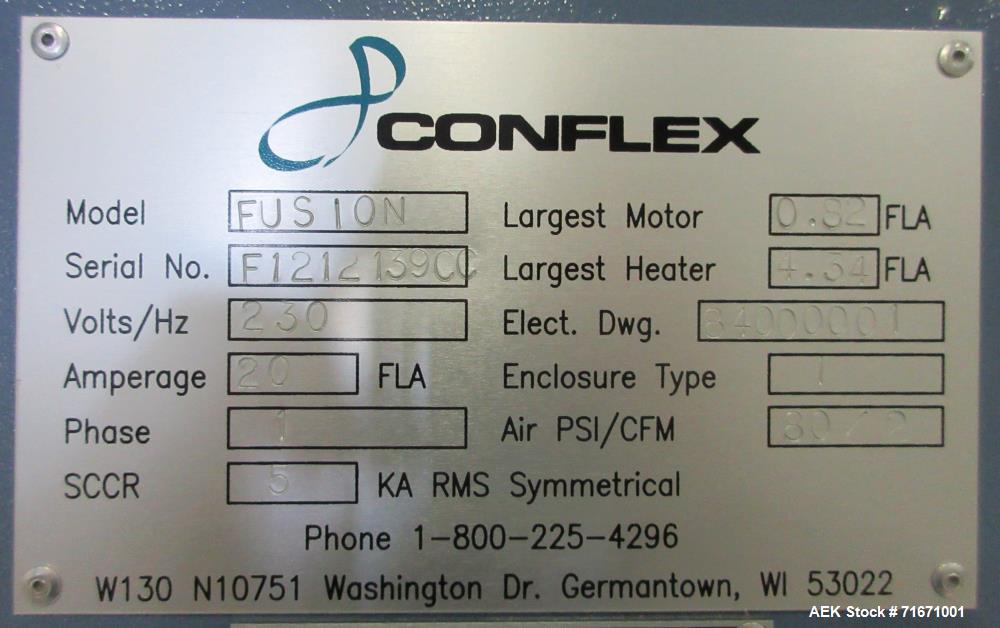 CONFLEX
Model FUSION Largest Motor 0.82 FLA
Serial No. F1212139CC Largest Heater 4.34 FLA
Volts/Hz 230 Elect. Dwg. 84000001
Amperage 20 FLA Enclosure Type 1
Phase 1 Air PSI/CFM 80/
SCCR 5 KA RMS Symmetrical
Phone 1-800-225-4296
W130 N10751 Washington Dr. Germantown, WI 53022
AEK Stock #71671001